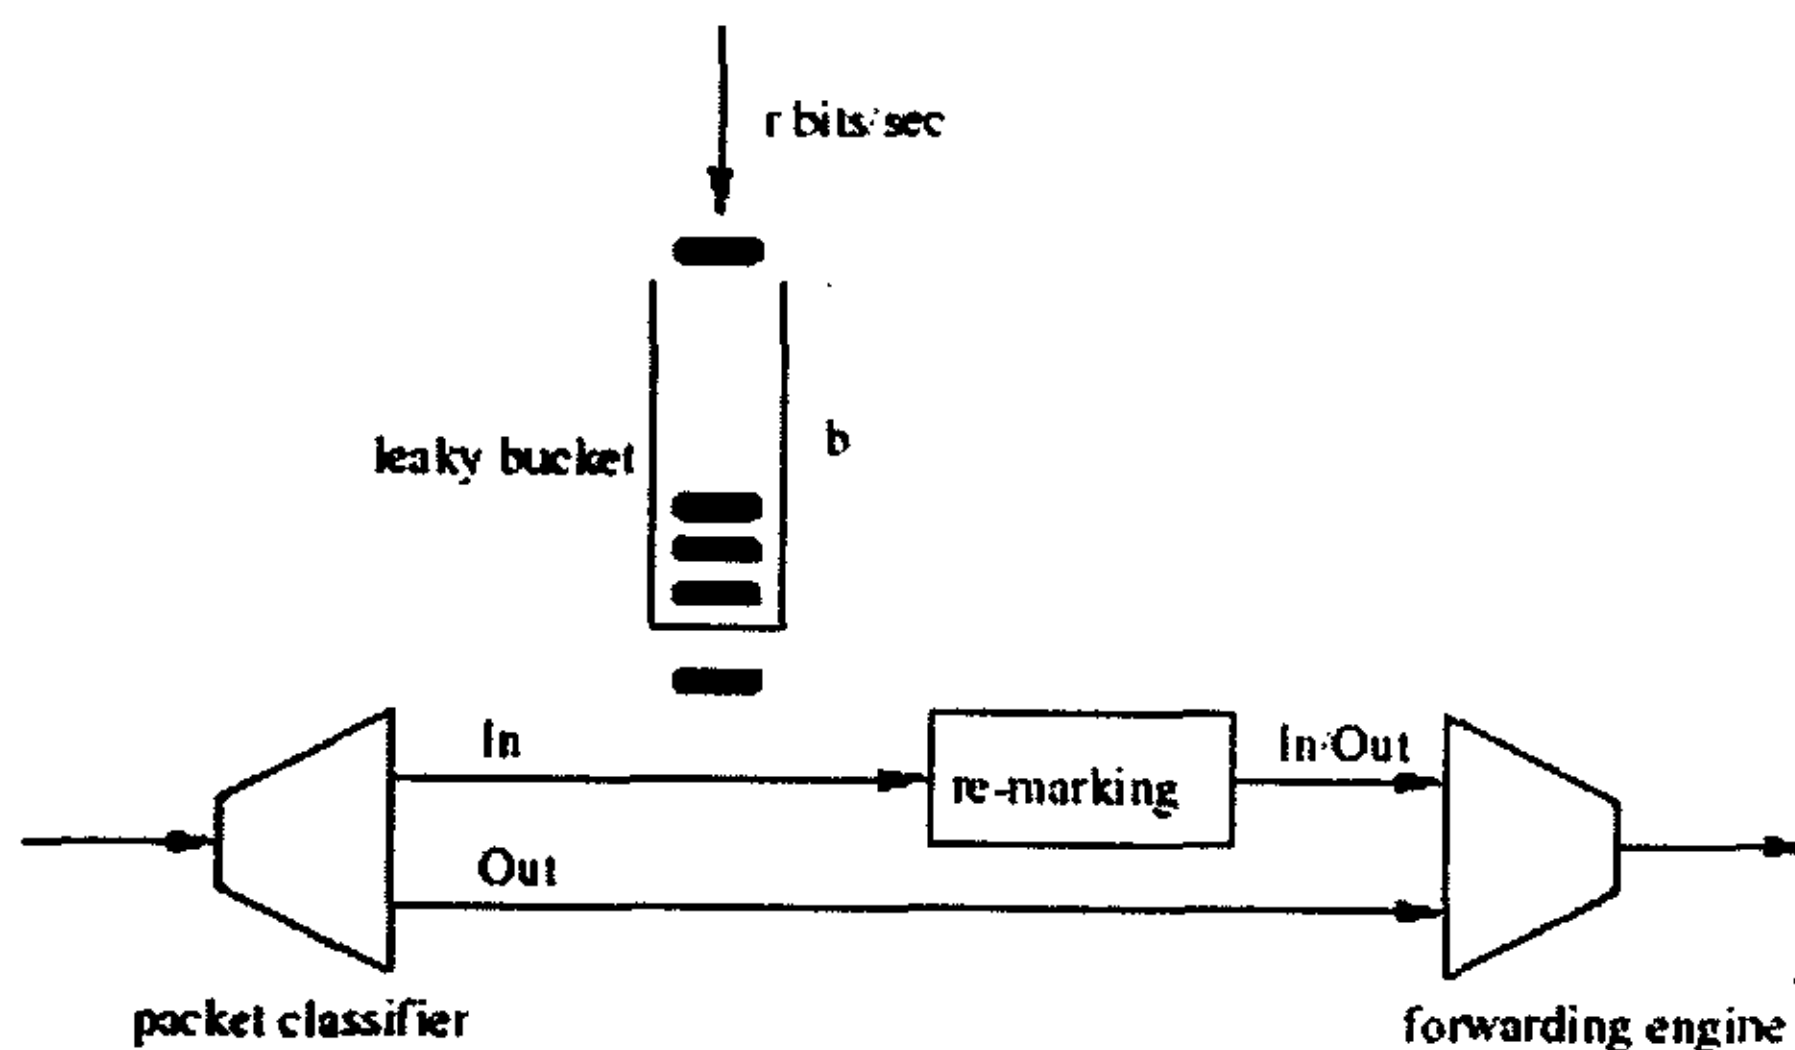 r bits/sec
leaky bucket
b
In
re-marking
In/Out
Out
packet classifier
forwarding engine